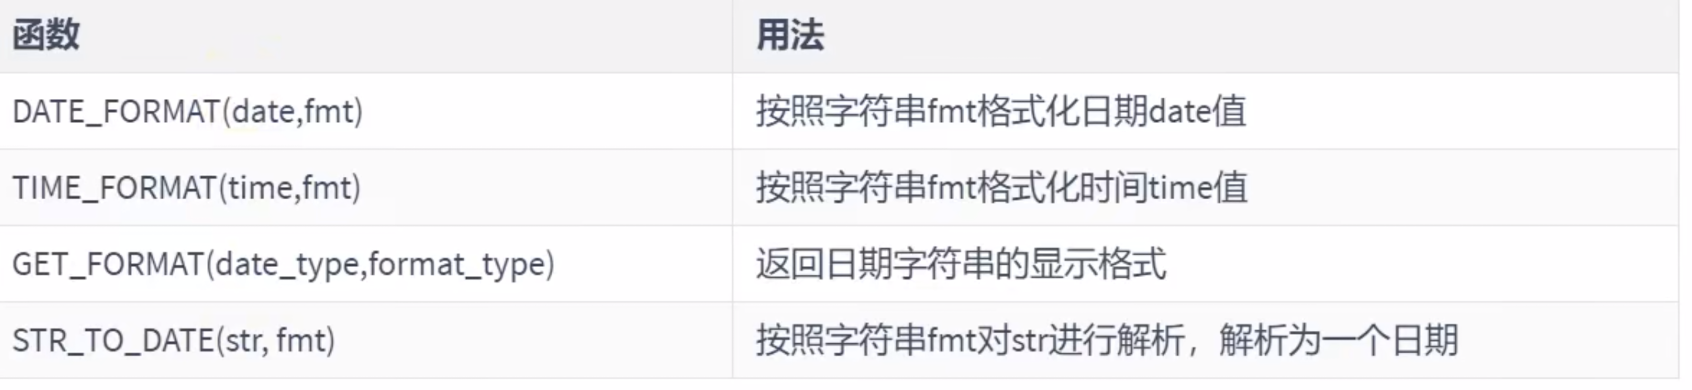 函数 用法
DATE_FORMAT(date,fmt) 按照字符串fmt格式化日期date值
TIME_FORMAT(time,fmt) 按照字符串fmt格式化时间time值
GET_FORMAT(date_type,format_type) 返回日期字符串的显示格式
STR_TO_DATE(str, fmt) 按照字符串fmt对str进行解析，解析为一个日期